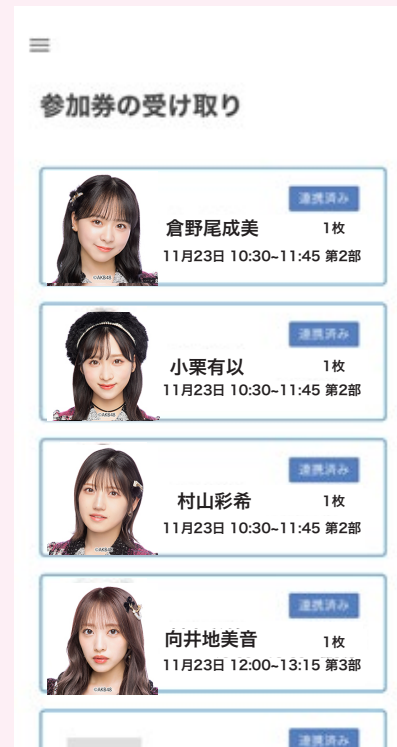 参加券の受け取り
連携済み
倉野尾成美 1枚
11月23日 10:30~11:45 第2部
©AKB48
連携済み
小栗有以 1枚
11月23日 10:30~11:45 第2部
©AKB48
連携済み
村山彩希 1枚
11月23日 10:30~11:45 第2部
©AKB48
連携済み
向井地美音 1枚
11月23日 12:00~13:15 第3部
©AKB48
連携済み